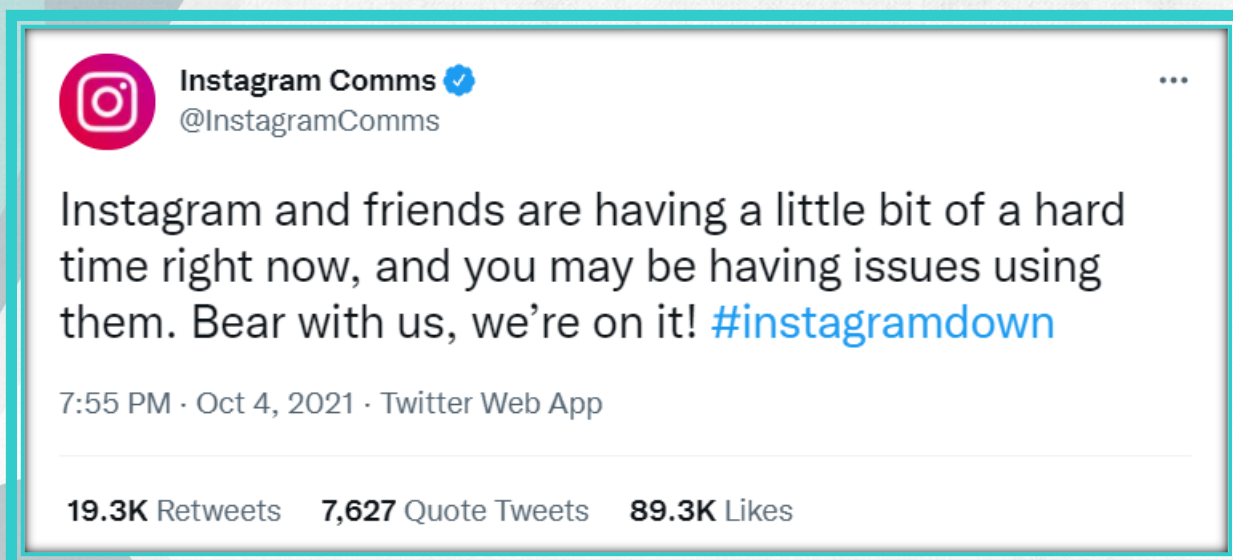 Instagram Comms
@InstagramComms
Instagram and friends are having a little bit of a hard
time right now, and you may be having issues using
them. Bear with us, we’re on it! #instagramdown
7:55 PM · Oct 4, 2021 · Twitter Web App
19.3K Retweets 7,627 Quote Tweets 89.3K Likes